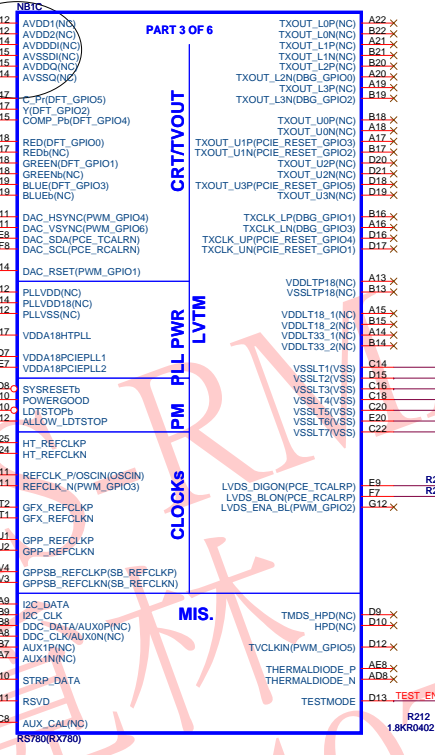 NB1C
PART 3 OF 6
AVDD1(NC)
AVDD2(NC)
AVDDDI(NC)
AVSSDI(NC)
AVDDQ(NC)
AVSSQ(NC)
C_Pr(DFT_GPIO5)
Y(DFT_GPIO2)
COMP_Pb(DFT_GPIO4)
RED(DFT_GPIO0)
REDb(NC)
GREEN(DFT_GPIO1)
GREENb(NC)
BLUE(DFT_GPIO3)
BLUEb(NC)
DAC_HSYNC(PWM_GPIO4)
DAC_VSYNC(PWM_GPIO6)
DAC_SDA(PCE_TCALRN)
DAC_SCL(PCE_RCALRN)
DAC_RSET(PWM_GPIO1)
PLLVDD(NC)
PLLVDD18(NC)
PLLVSS(NC)
VDDA18HTPLL
VDDA18PCIEPLL1
VDDA18PCIEPLL2
SYSRESETb
POWERGOOD
LDTSTOPb
ALLOW_LDTSTOP
HT_REFCLKP
HT_REFCLKN
REFCLK_P/OSCIN(OSCIN)
REFCLK_N(PWM_GPIO3)
GFX_REFCLKP
GFX_REFCLKN
GPP_REFCLKP
GPP_REFCLKN
GPPSB_REFCLKP(SB_REFCLKP)
GPPSB_REFCLKN(SB_REFCLKN)
I2C_DATA
I2C_CLK
DDC_DATA/AUX0P(NC)
DDC_CLK/AUX0N(NC)
AUX1P(NC)
AUX1N(NC)
STRP_DATA
RSVD
AUX_CAL(NC)
RS780(RX780)
CRT/TVOUT
PLL PWR
LVTM
PM
CLOCKs
MIS.
TXOUT_L0P(NC) A22
TXOUT_L0N(NC) B22
TXOUT_L1P(NC) A21
TXOUT_L1N(NC) B21
TXOUT_L2P(NC) B20
TXOUT_L2N(DBG_GPIO0) A20
TXOUT_L3P(NC) A19
TXOUT_L3N(DBG_GPIO2) B19
TXOUT_U0P(NC) B18
TXOUT_U0N(NC) A18
TXOUT_U1P(PCIE_RESET_GPIO3) A17
TXOUT_U1N(PCIE_RESET_GPIO2) B17
TXOUT_U2P(NC) D20
TXOUT_U2N(NC) D21
TXOUT_U3P(PCIE_RESET_GPIO5) D18
TXOUT_U3N(NC) D19
TXCLK_LP(DBG_GPIO1) B16
TXCLK_LN(DBG_GPIO3) A16
TXCLK_UP(PCIE_RESET_GPIO4) D16
TXCLK_UN(PCIE_RESET_GPIO1) D17
VDDLTP18(NC) A13
VSSLTP18(NC) B13
VDDLT18_1(NC) A15
VDDLT18_2(NC) B15
VDDLT33_1(NC) A14
VDDLT33_2(NC) B14
VSSLT1(VSS) C14
VSSLT2(VSS) D15
VSSLT3(VSS) C16
VSSLT4(VSS) C18
VSSLT5(VSS) C20
VSSLT6(VSS) E20
VSSLT7(VSS) C22
LVDS_DIGON(PCE_TCALRP) E9
LVDS_BLON(PCE_RCALRP) F7
LVDS_ENA_BL(PWM_GPIO2) G12
TMDS_HPD(NC) D9
HPD(NC) D10
TVCLKIN(PWM_GPIO5) D12
THERMALDIODE_P AE8
THERMALDIODE_N AD8
TESTMODE D13 TEST_EN
R212
1.8KR0402